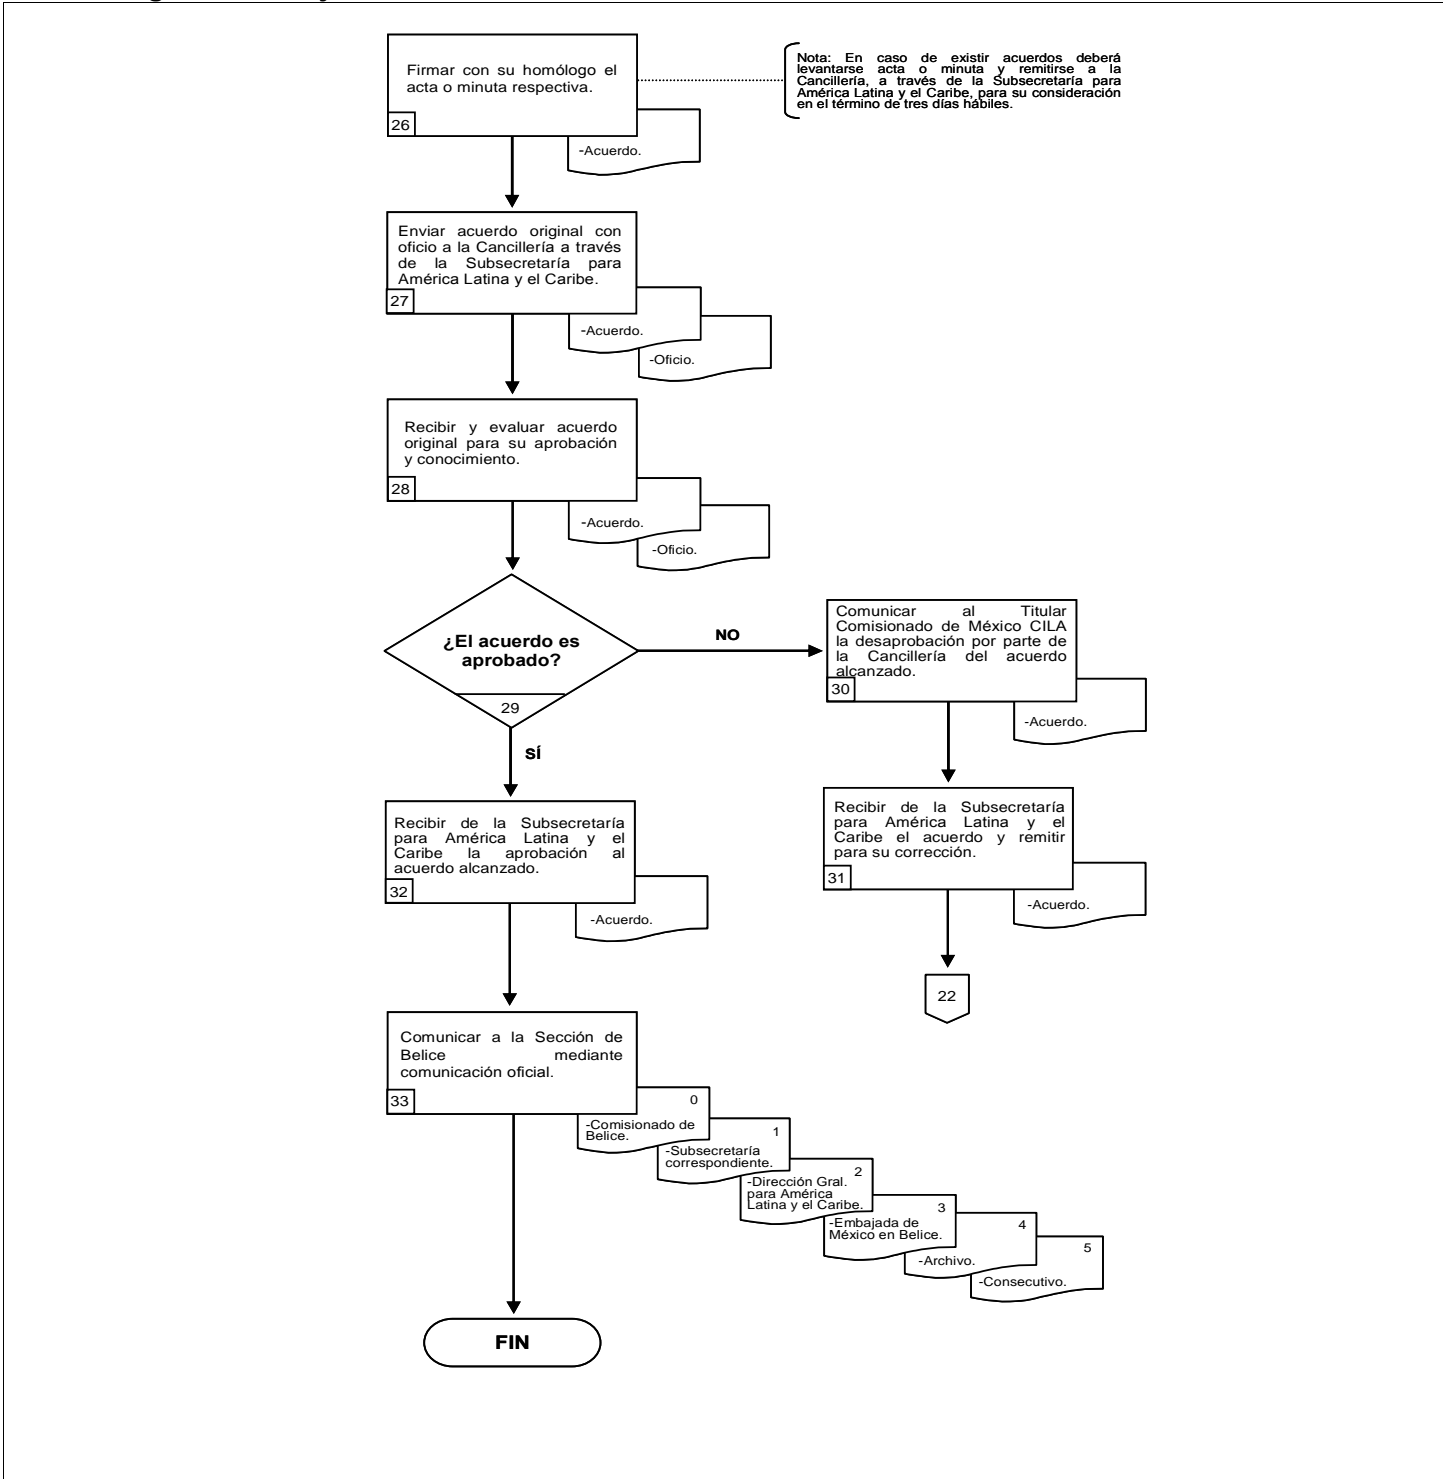 Firmar con su homólogo el
acta o minuta respectiva.
26
-Acuerdo.
Nota: En caso de existir acuerdos deberá
levantarse acta o minuta y remitirse a la
Cancillería, a través de la Subsecretaría para
América Latina y el Caribe, para su consideración
en el término de tres días hábiles.
Enviar acuerdo original con
oficio a la Cancillería a través
de la Subsecretaría para
América Latina y el Caribe.
27
-Acuerdo.
-Oficio.
Recibir y evaluar acuerdo
original para su aprobación
y conocimiento.
28
-Acuerdo.
-Oficio.
¿El acuerdo es
aprobado?
29
NO
SÍ
Comunicar al Titular
Comisionado de México CILA
la desaprobación por parte de
la Cancillería del acuerdo
alcanzado.
30
-Acuerdo.
Recibir de la Subsecretaría
para América Latina y el
Caribe el acuerdo y remitir
para su corrección.
31
-Acuerdo.
22
Recibir de la Subsecretaría
para América Latina y el
Caribe la aprobación al
acuerdo alcanzado.
32
-Acuerdo.
Comunicar a la Sección de
Belice mediante
comunicación oficial.
33
0
-Comisionado de
Belice.
1
-Subsecretaría
correspondiente.
2
-Dirección Gral.
para América
Latina y el Caribe.
3
-Embajada de
México en Belice.
4
-Archivo.
5
-Consecutivo.
FIN